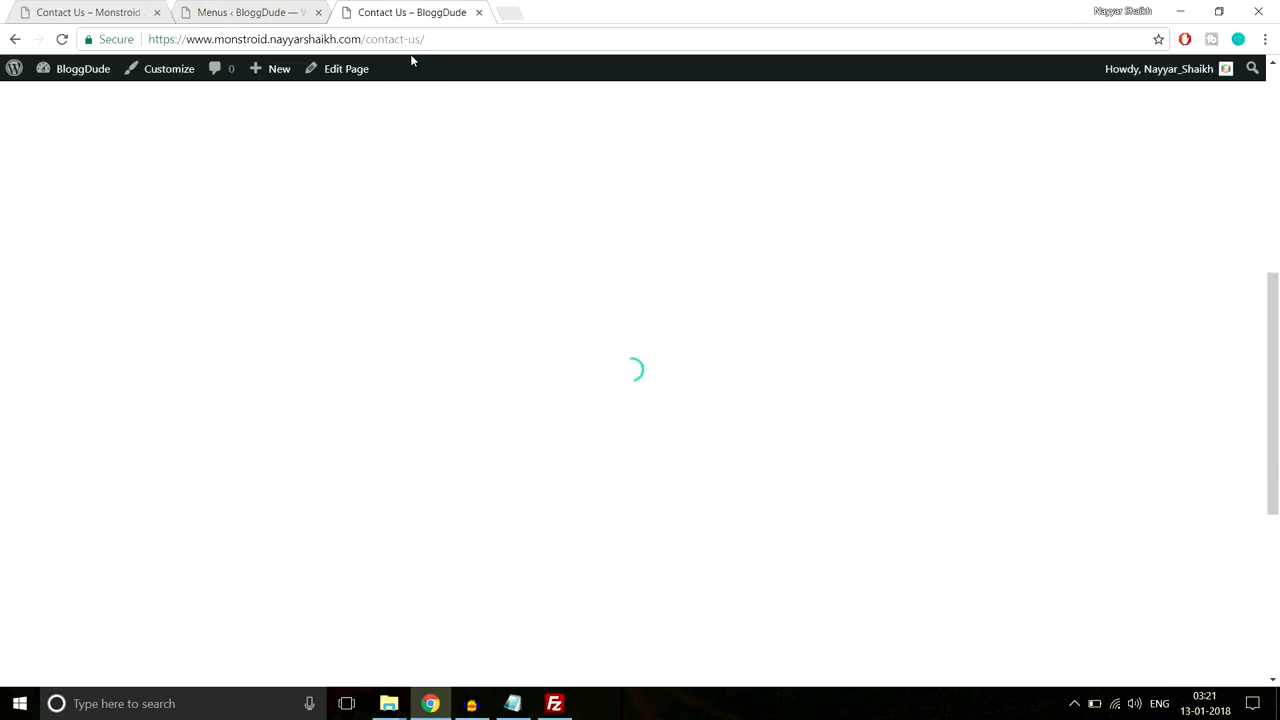 Contact Us – Monstroid
Menus ‹ BloggDude — W
Contact Us – BloggDude
Nayyar Shaikh
Secure
https://www.monstroid.nayyarshaikh.com/contact-us/
BloggDude
Customize
0
New
Edit Page
Howdy, Nayyar_Shaikh
Type here to search
ENG
03:21
13-01-2018